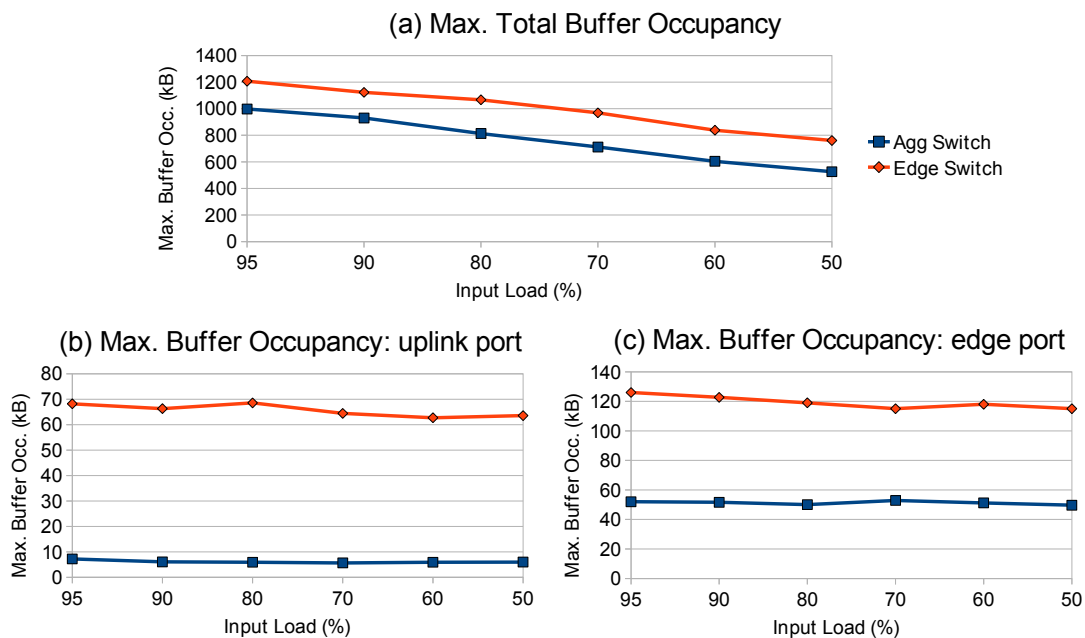 (a) Max. Total Buffer Occupancy
Max. Buffer Occ. (kB)
1400
1200
1000
800
600
400
200
0
95 90 80 70 60 50
Input Load (%)
Agg Switch
Edge Switch
(b) Max. Buffer Occupancy: uplink port
Max. Buffer Occ. (kB)
80
70
60
50
40
30
20
10
0
95 90 80 70 60 50
Input Load (%)
(c) Max. Buffer Occupancy: edge port
Max. Buffer Occ. (kB)
140
120
100
80
60
40
20
0
95 90 80 70 60 50
Input Load (%)